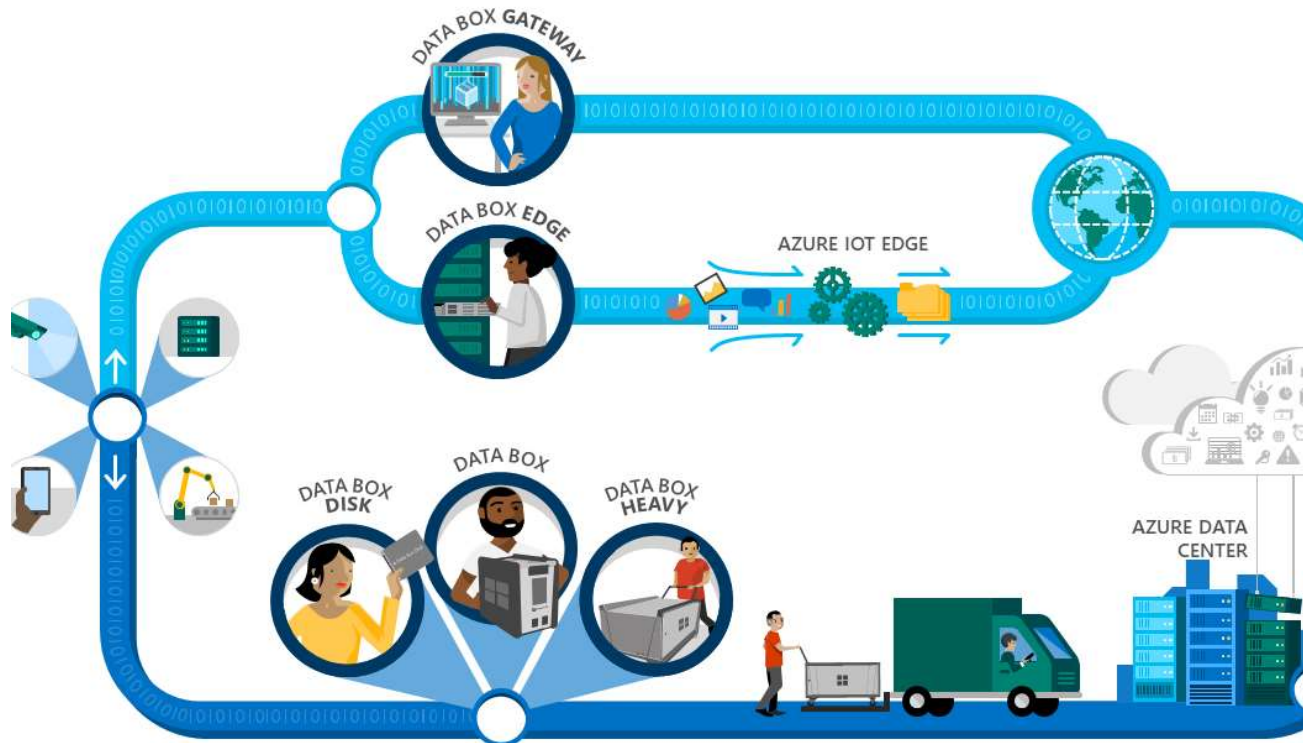 DATA BOX GATEWAY
DATA BOX EDGE
AZURE IOT EDGE
DATA BOX
DISK
DATA BOX
DATA BOX
HEAVY
AZURE DATA
CENTER